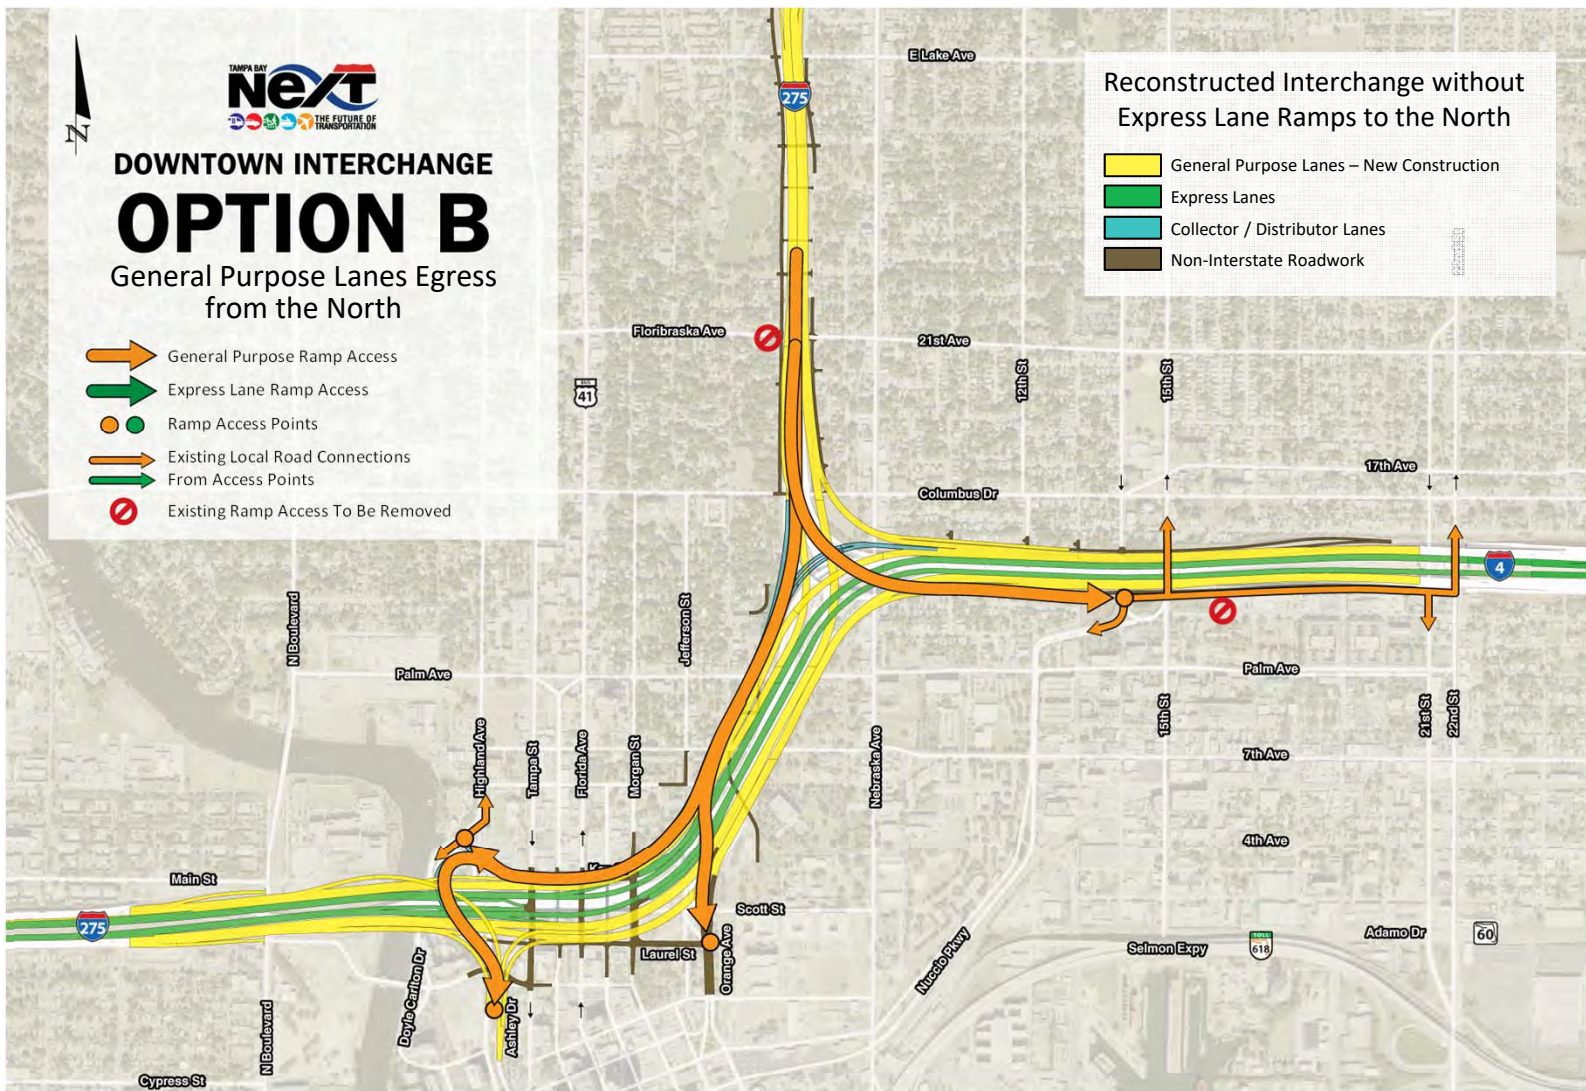 TAMPA BAY
NEXT
THE FUTURE OF
TRANSPORTATION
N
DOWNTOWN INTERCHANGE
OPTION B
General Purpose Lanes Egress
from the North
General Purpose Ramp Access
Express Lane Ramp Access
Ramp Access Points
Existing Local Road Connections
From Access Points
Existing Ramp Access To Be Removed
Reconstructed Interchange without
Express Lane Ramps to the North
General Purpose Lanes – New Construction
Express Lanes
Collector / Distributor Lanes
Non-Interstate Roadwork
E Lake Ave
275
Floribraska Ave
21st Ave
BUS
41
12th St
15th St
17th Ave
Columbus Dr
4
N Boulevard
Jefferson St
Palm Ave
Palm Ave
15th St
21st St
22nd St
Highland Ave
Tampa St
Florida Ave
Morgan St
Nebraska Ave
7th Ave
4th Ave
Main St
275
Scott St
Laurel St
Orange Ave
Nuccio Pkwy
Selmon Expy
TOLL
618
Adamo Dr
60
Doyle Carlton Dr
Ashley Dr
N Boulevard
Cypress St